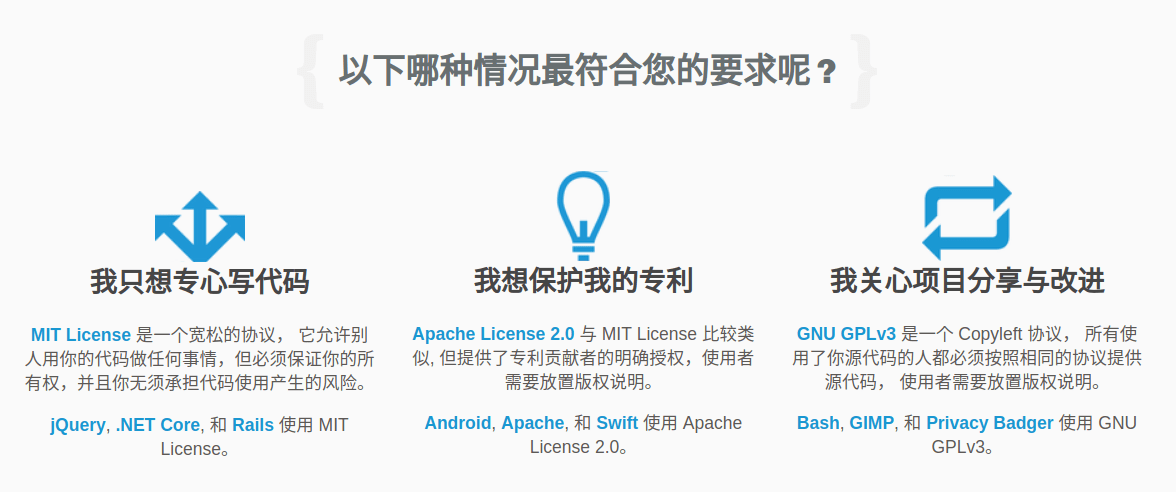 { 以下哪种情况最符合您的要求呢? }
我只想专心写代码
MIT License 是一个宽松的协议， 它允许别
人用你的代码做任何事情，但必须保证你的所
有权，并且你无须承担代码使用产生的风险。
jQuery, .NET Core, 和 Rails 使用 MIT
License。
我想保护我的专利
Apache License 2.0 与 MIT License 比较类
似, 但提供了专利贡献者的明确授权，使用者
需要放置版权说明。
Android, Apache, 和 Swift 使用 Apache
License 2.0。
我关心项目分享与改进
GNU GPLv3 是一个 Copyleft 协议， 所有使
用了你源代码的人都必须按照相同的协议提供
源代码， 使用者需要放置版权说明。
Bash, GIMP, 和 Privacy Badger 使用 GNU
GPLv3。